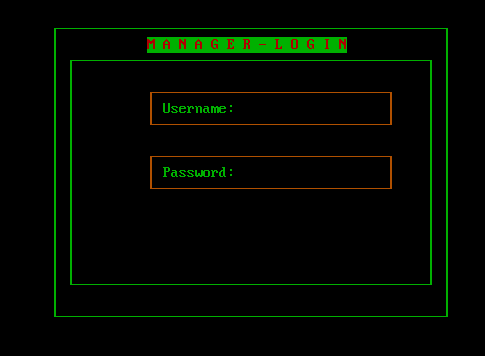 M A N A G E R - L O G I N
Username:
Password: